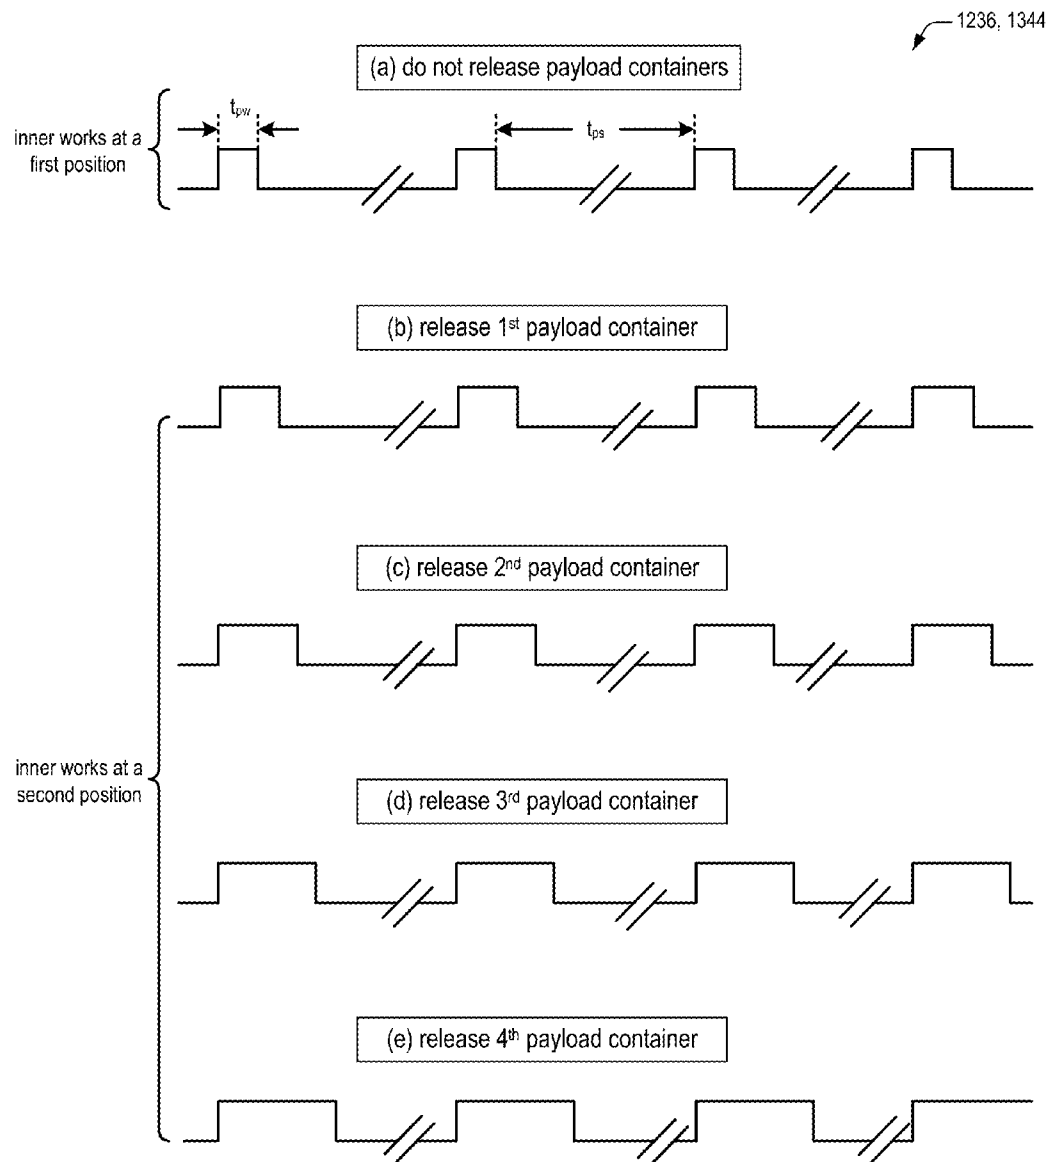 1236, 1344
(a) do not release payload containers
tpw
tps
inner works at a
first position
(b) release 1st payload container
(c) release 2nd payload container
inner works at a
second position
(d) release 3rd payload container
(e) release 4th payload container